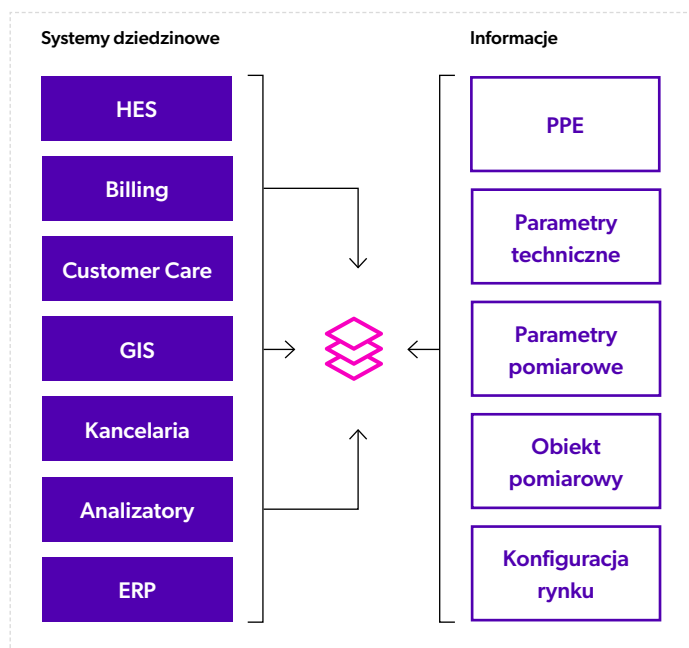 Systemy dziedzinowe
HES
Billing
Customer Care
GIS
Kancelaria
Analizatory
ERP
Informacje
PPE
Parametry
techniczne
Parametry
pomiarowe
Obiekt
pomiarowy
Konfiguracja
rynku